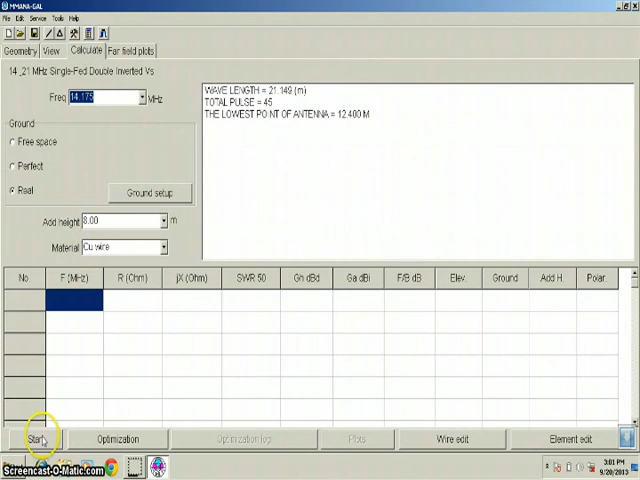 MMANA-GAL
File Edit Service Tools Help
Geometry View Calculate Far field plots
14 _21 MHz Single-Fed Double Inverted Vs
Freq 14.175 MHz
Ground
Free space
Perfect
Real
Ground setup
Add height 8.00 m
Material Cu wire
WAVE LENGTH = 21.149 (m)
TOTAL PULSE = 45
THE LOWEST POINT OF ANTENNA = 12.400 M
No F (MHz) R (Ohm) jX (Ohm) SWR 50 Gh dBd Ga dBi F/B dB Elev. Ground Add H. Polar.
Start Optimization Optimization log Plots Wire edit Element edit
Screencast-O-Matic.com
3:01 PM
9/20/2013